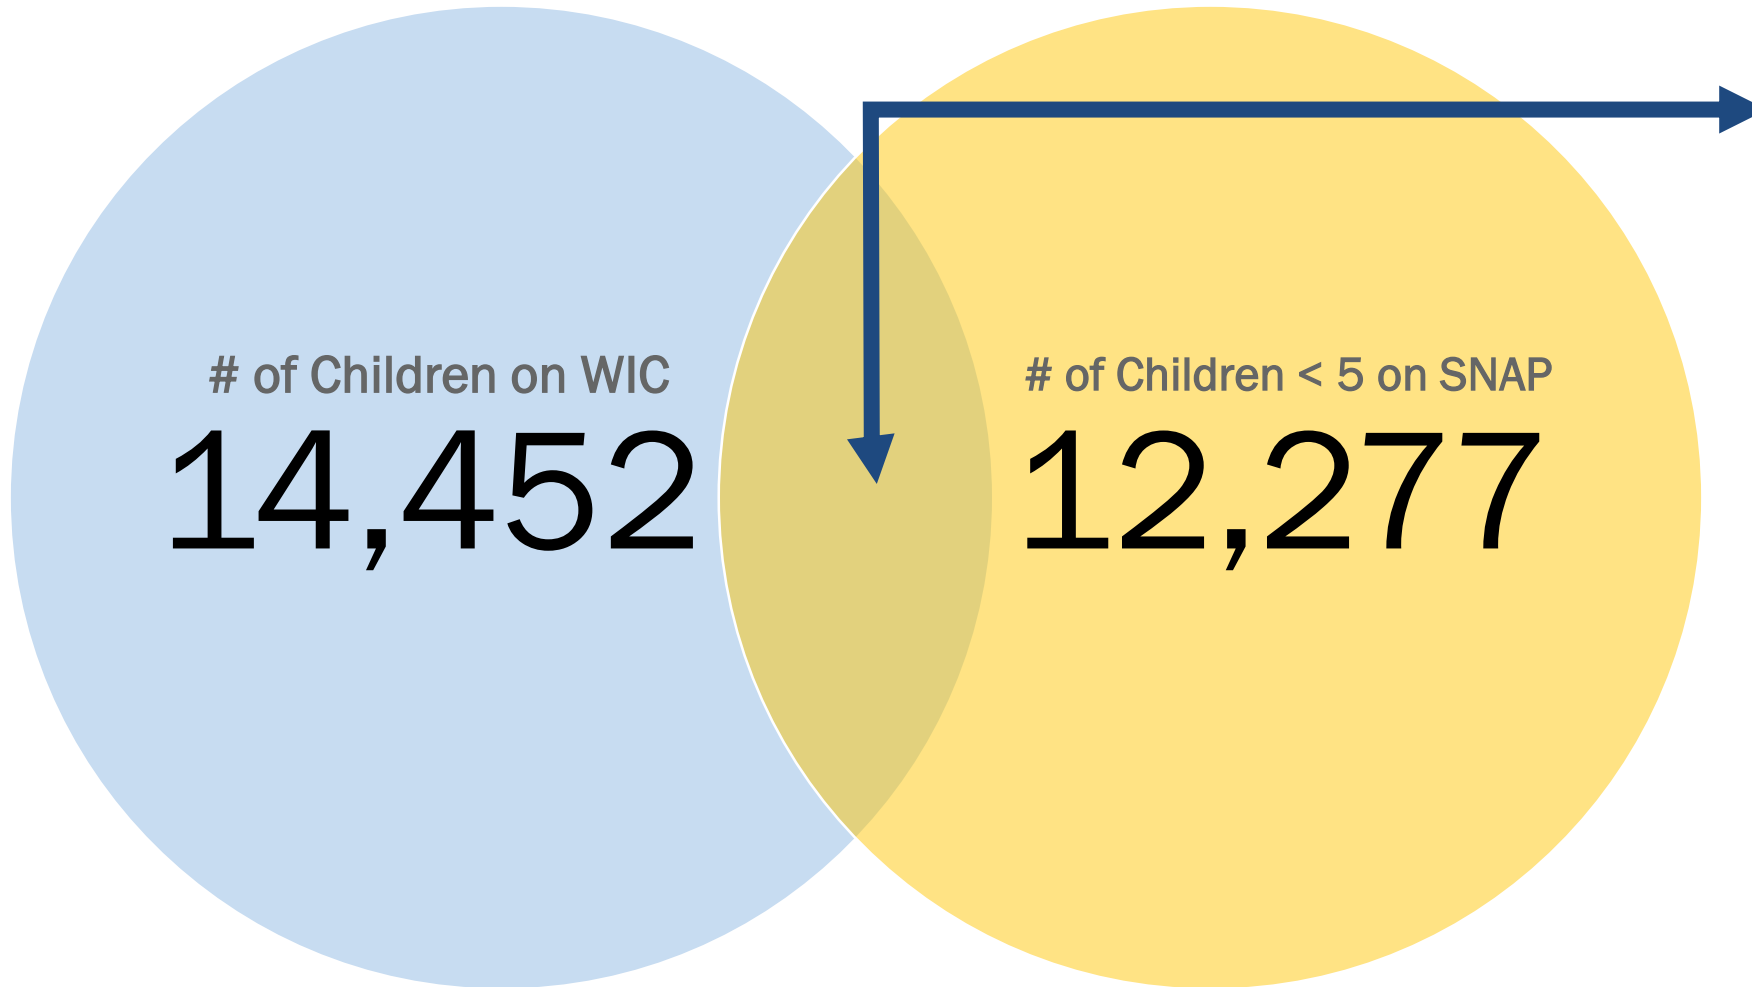 # of Children on WIC
14,452
# of Children < 5 on SNAP
12,277